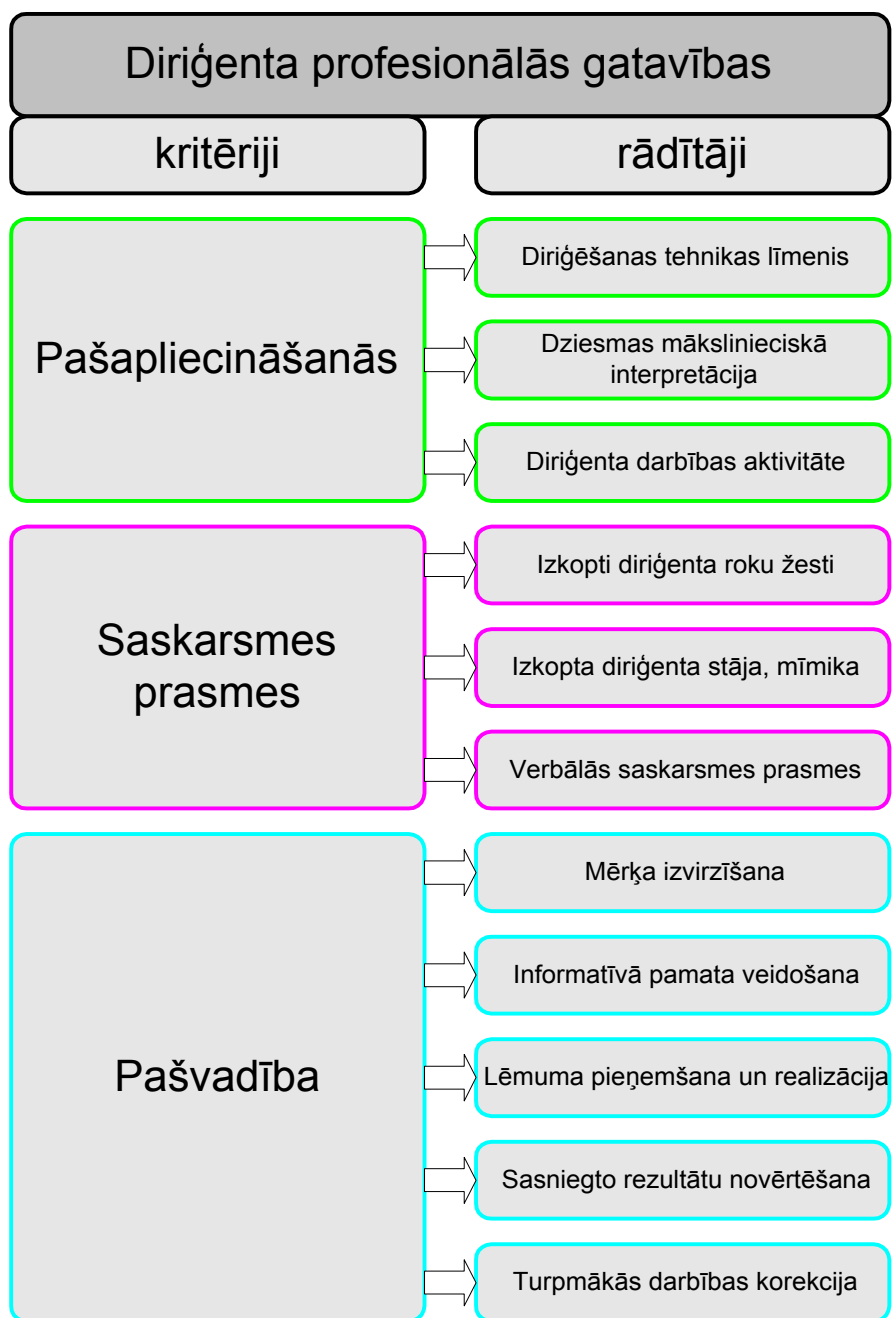 Diriģenta profesionālās gatavības
kritēriji
rādītāji
Pašapliecināšanās
Diriģēšanas tehnikas līmenis
Dziesmas mākslinieciskā
interpretācija
Diriģenta darbības aktivitāte
Saskarsmes
prasmes
Izkopti diriģenta roku žesti
Izkopta diriģenta stāja, mīmika
Verbālās saskarsmes prasmes
Pašvadība
Mērķa izvirzīšana
Informatīvā pamata veidošana
Lēmuma pieņemšana un realizācija
Sasniegto rezultātu novērtēšana
Turpmākās darbības korekcija